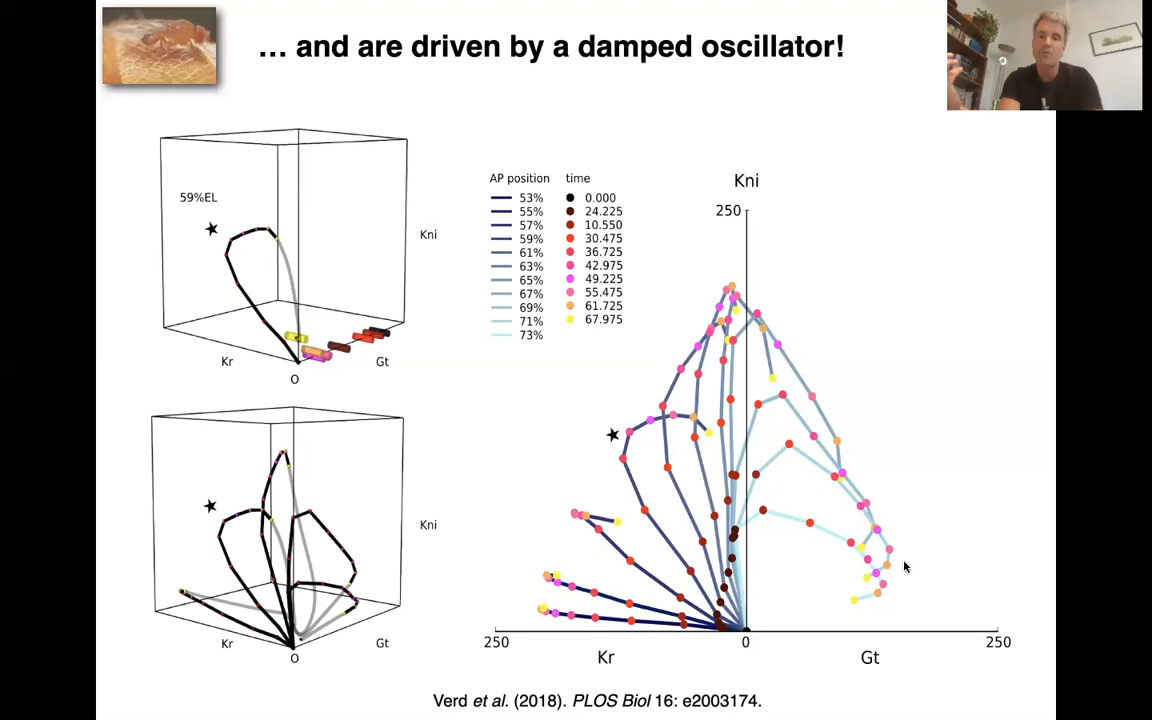 … and are driven by a damped oscillator!
59%EL
Kni
Kr
Gt
O
Kni
Kr
Gt
O
AP position time
53% 0.000
55% 24.225
57% 10.550
59% 30.475
61% 36.725
63% 42.975
65% 49.225
67% 55.475
69% 61.725
71% 67.975
73%
Kni
250
250 0 250
Kr Gt
Verd et al. (2018). PLOS Biol 16: e2003174.